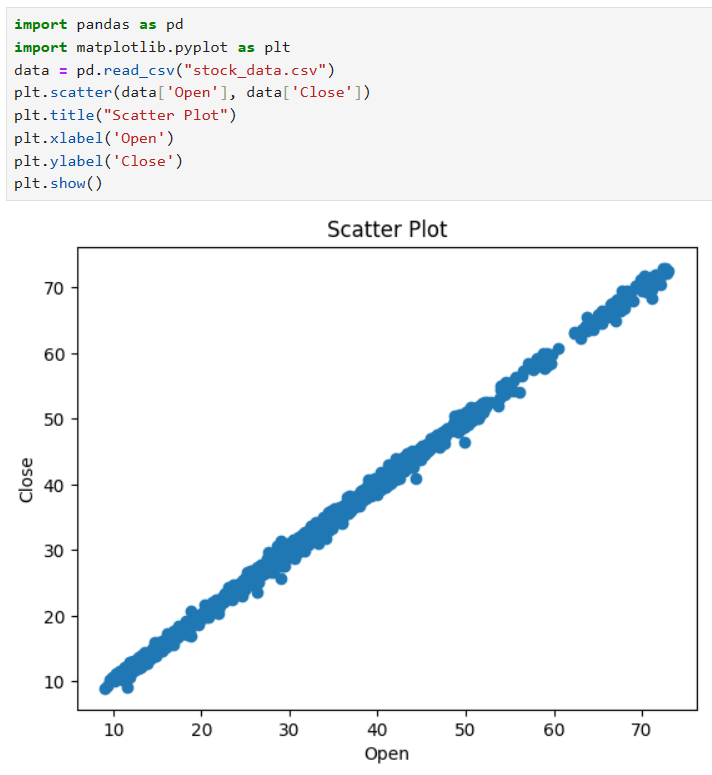 import pandas as pd
import matplotlib.pyplot as plt
data = pd.read_csv("stock_data.csv")
plt.scatter(data['Open'], data['Close'])
plt.title("Scatter Plot")
plt.xlabel('Open')
plt.ylabel('Close')
plt.show()
Scatter Plot
70
60
50
40
30
20
10
Close
10 20 30 40 50 60 70
Open